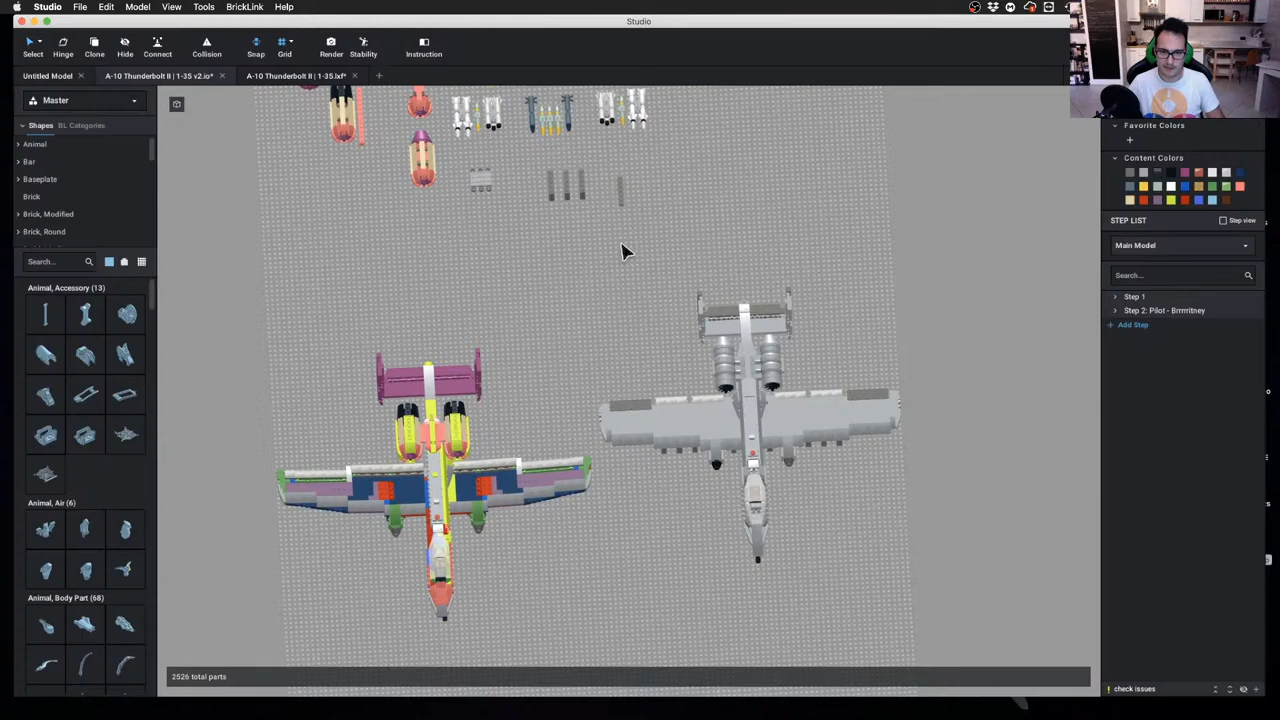 Studio File Edit Model View Tools BrickLink Help
Studio
Select Hinge Clone Hide Connect Collision Snap Grid Render Stability Instruction
Untitled Model A-10 Thunderbolt II | 1-35 v2.io* A-10 Thunderbolt II | 1-35.lxf*
Master
Shapes BL Categories
Animal
Bar
Baseplate
Brick
Brick, Modified
Brick, Round
Search...
Animal, Accessory (13)
Animal, Air (6)
Animal, Body Part (68)
2526 total parts
Favorite Colors
Content Colors
STEP LIST Step view
Main Model
Search...
Step 1
Step 2: Pilot - Brrrrritney
Add Step
check issues